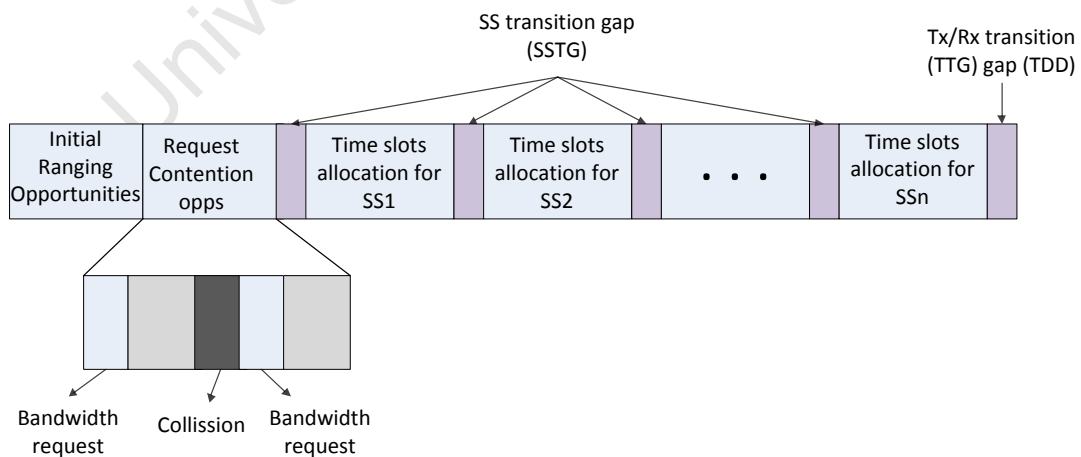 Univer
SS transition gap
(SSTG)
Tx/Rx transition
(TTG) gap (TDD)
Initial
Ranging
Opportunities
Request
Contention
opps
Time slots
allocation for
SS1
Time slots
allocation for
SS2
. . .
Time slots
allocation for
SSn
Bandwidth
request
Collission
Bandwidth
request